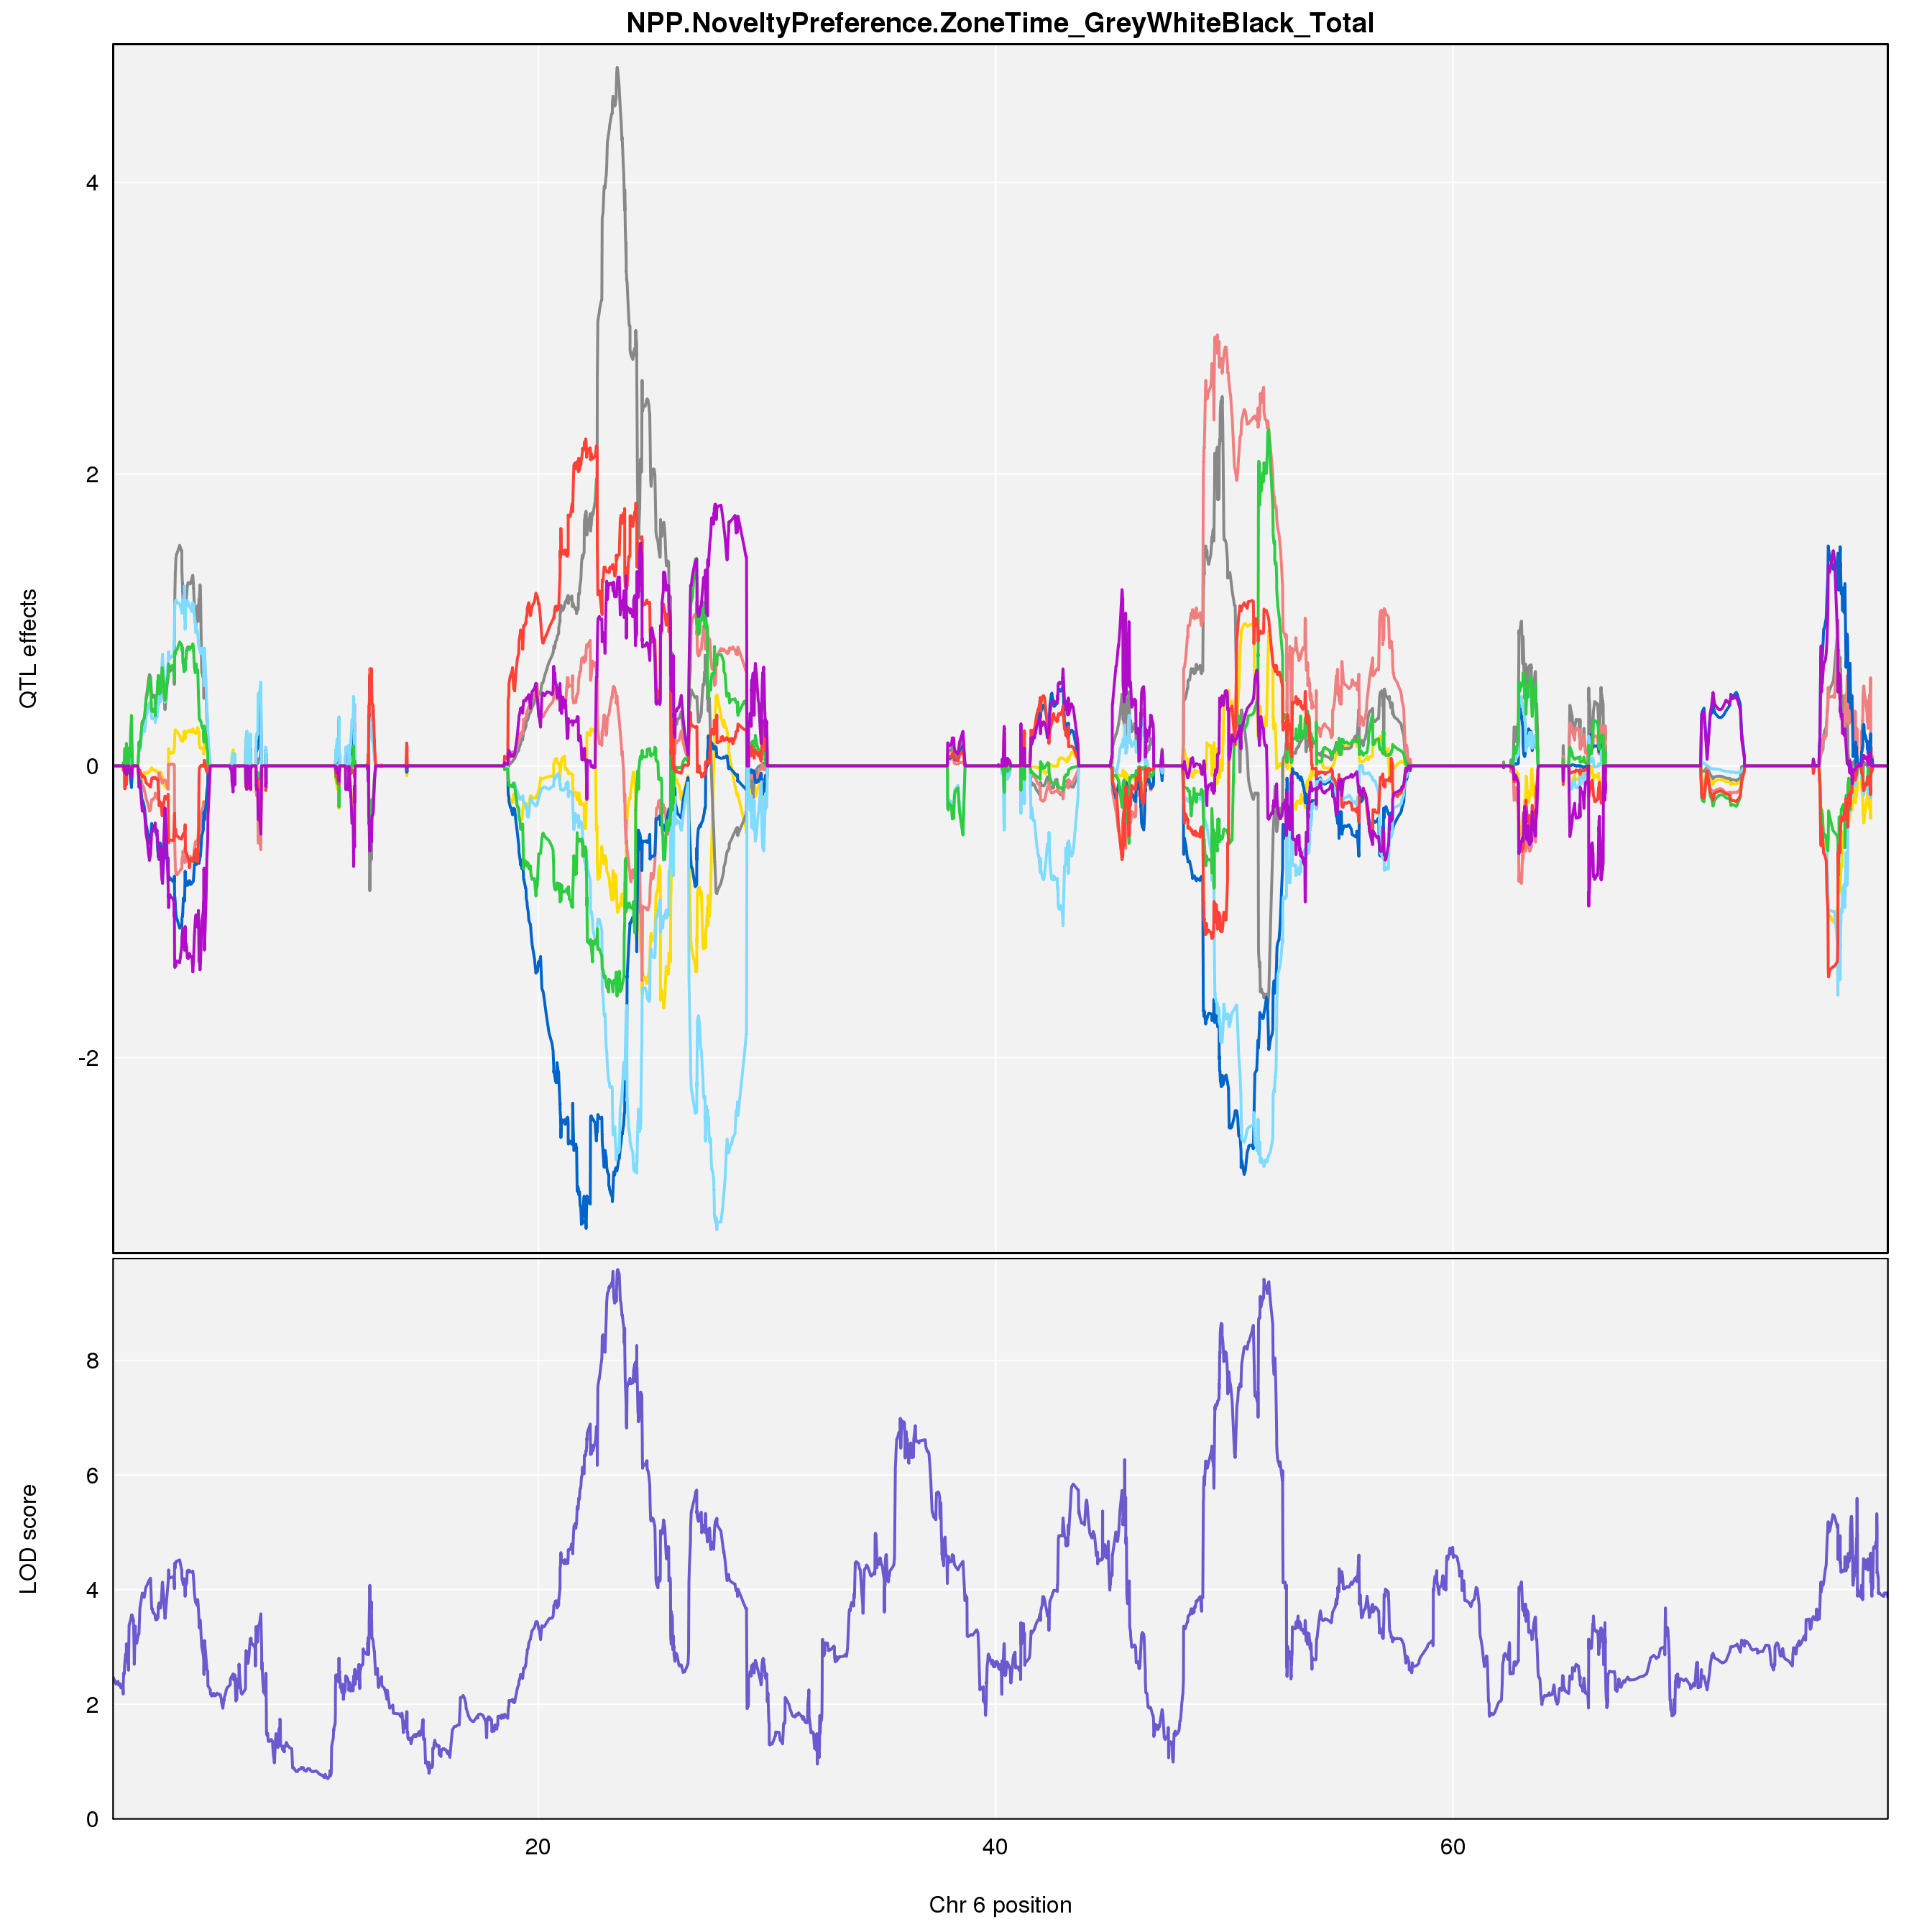 NPP.NoveltyPreference.ZoneTime_GreyWhiteBlack_Total
QTL effects
4
2
0
-2
LOD score
8
6
4
2
0
20 40 60
Chr 6 position